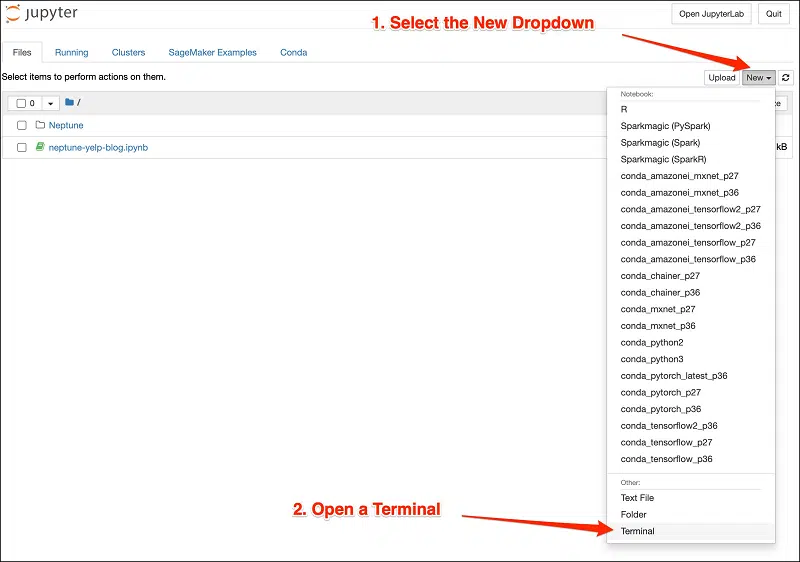 jupyter
1. Select the New Dropdown
Open JupyterLab
Quit
Files
Running
Clusters
SageMaker Examples
Conda
Select items to perform actions on them.
Upload
New
0
/
Neptune
neptune-yelp-blog.ipynb
kB
Notebook:
R
Sparkmagic (PySpark)
Sparkmagic (Spark)
Sparkmagic (SparkR)
conda_amazonei_mxnet_p27
conda_amazonei_mxnet_p36
conda_amazonei_tensorflow2_p27
conda_amazonei_tensorflow2_p36
conda_amazonei_tensorflow_p27
conda_amazonei_tensorflow_p36
conda_chainer_p27
conda_chainer_p36
conda_mxnet_p27
conda_mxnet_p36
conda_python2
conda_python3
conda_pytorch_latest_p36
conda_pytorch_p27
conda_pytorch_p36
conda_tensorflow2_p36
conda_tensorflow_p27
conda_tensorflow_p36
Other:
Text File
Folder
2. Open a Terminal
Terminal